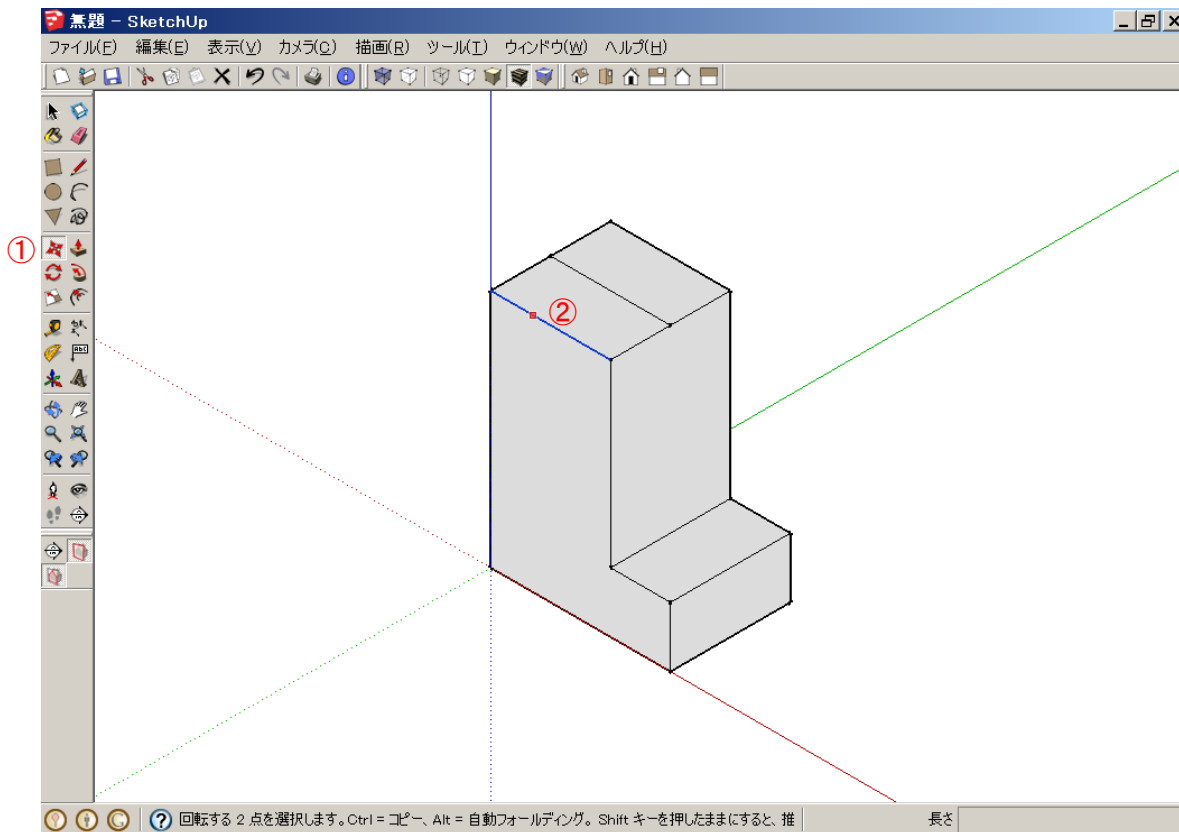 無題 - SketchUp
ファイル(F) 編集(E) 表示(V) カメラ(C) 描画(R) ツール(T) ウィンドウ(W) ヘルプ(H)
①
②
ABC
回転する 2 点を選択します。Ctrl = コピー、Alt = 自動フォールディング。Shift キーを押したままにすると、推
長さ